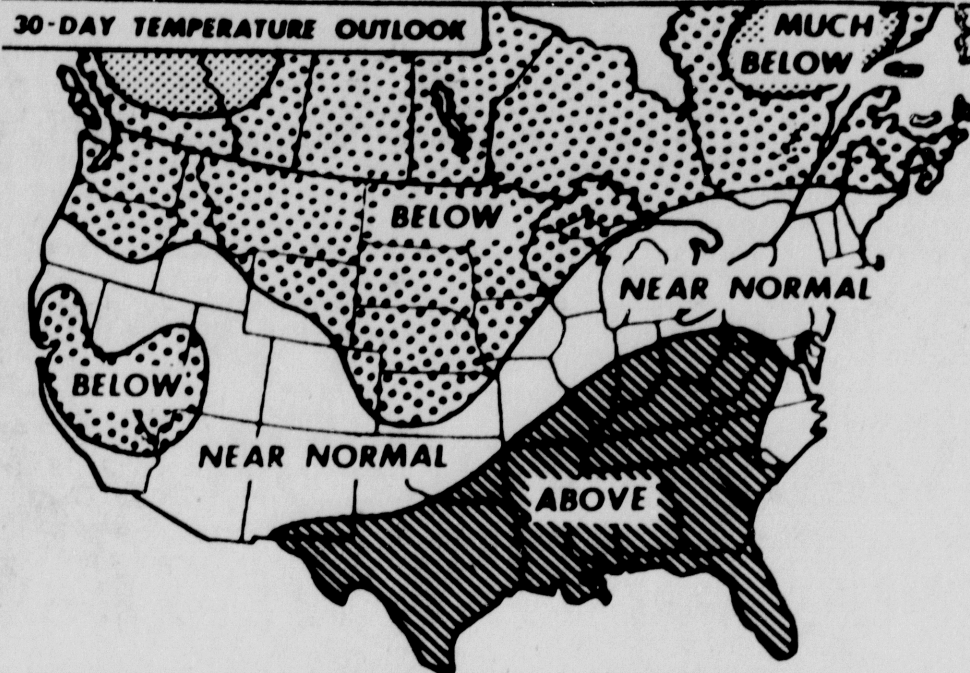 30-DAY TEMPERATURE OUTLOOK
MUCH
BELOW
BELOW
NEAR NORMAL
BELOW
NEAR NORMAL
ABOVE